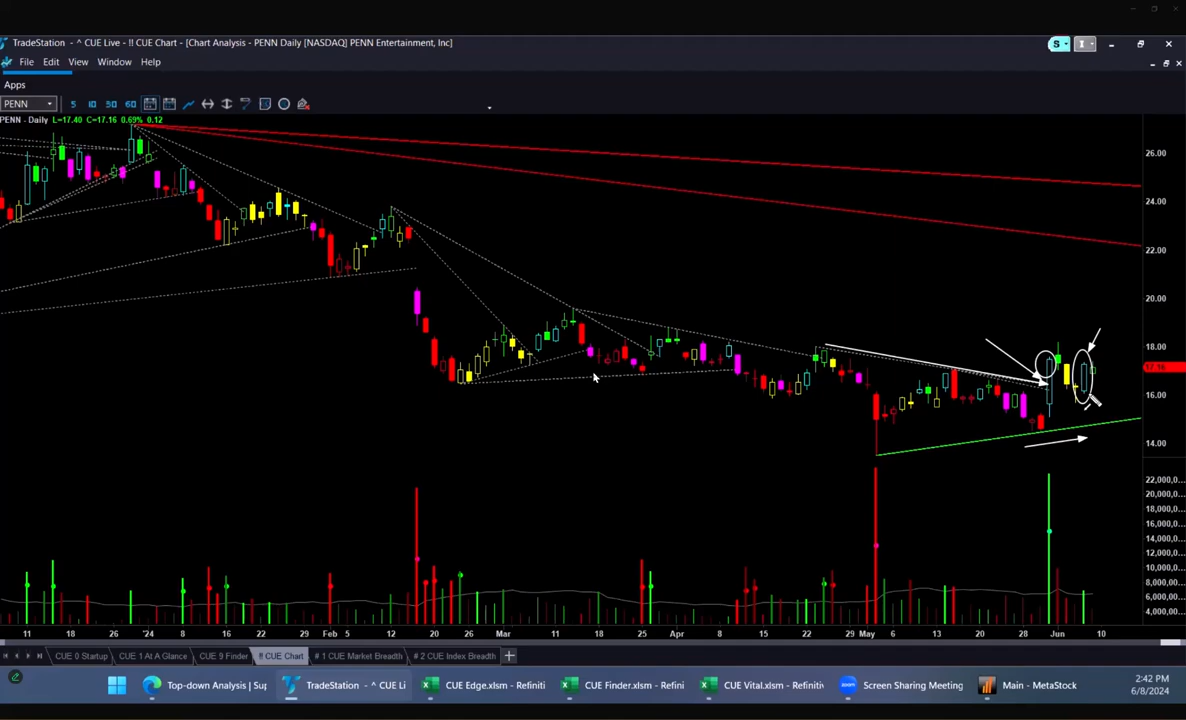 TradeStation - ^ CUE Live - !! CUE Chart - [Chart Analysis - PENN Daily [NASDAQ] PENN Entertainment, Inc]
S
I
File Edit View Window Help
Apps
PENN 5 10 30 60
PENN - Daily L=17.40 C=17.16 0.69% 0.12
26.00
24.00
22.00
20.00
18.00
17.16
16.00
14.00
22,000,0...
20,000,0...
18,000,0...
16,000,0...
14,000,0...
12,000,0...
10,000,0...
8,000,00...
6,000,00...
4,000,00...
11 18 26 '24 8 16 22 29 Feb 5 12 20 26 Mar 11 18 25 Apr 8 15 22 29 May 6 13 20 28 Jun 10
CUE 0 Startup CUE 1 At A Glance CUE 9 Finder !! CUE Chart # 1 CUE Market Breadth # 2 CUE Index Breadth
Top-down Analysis | Sup TradeStation - ^ CUE Li CUE Edge.xlsm - Refiniti CUE Finder.xlsm - Refini CUE Vital.xlsm - Refinitiv Screen Sharing Meeting Main - MetaStock
zoom
2:42 PM
6/8/2024